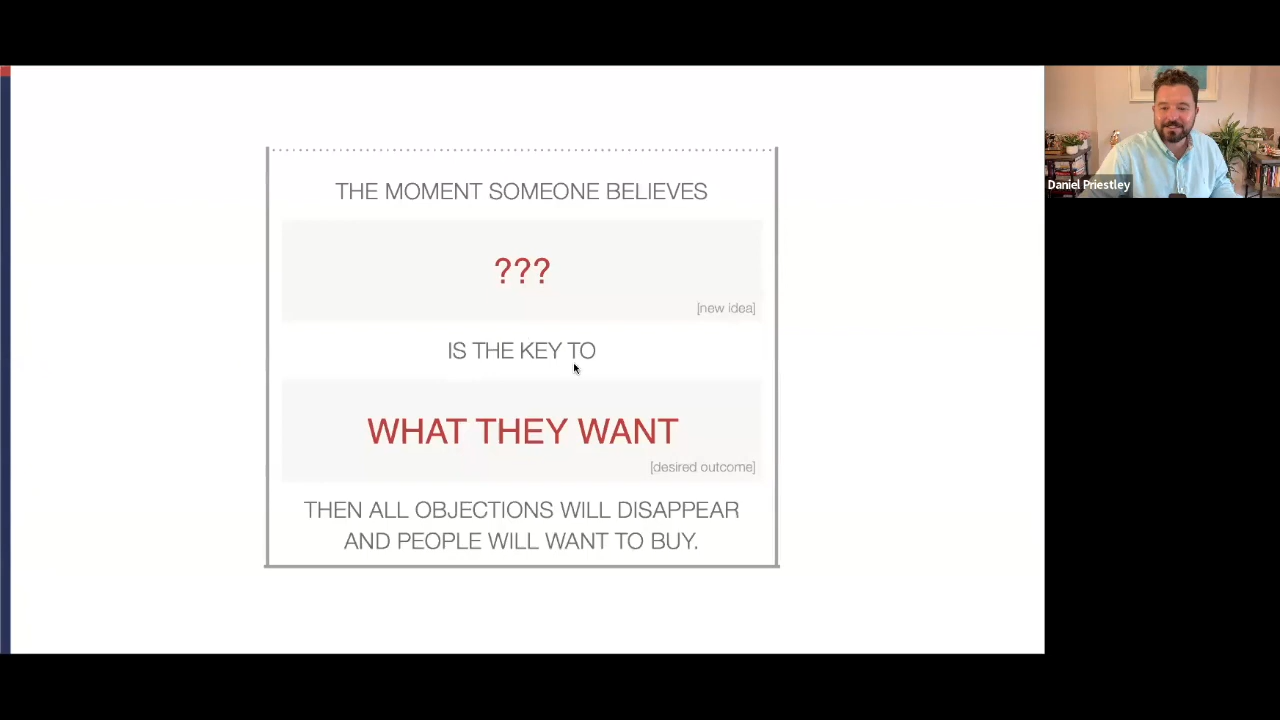 THE MOMENT SOMEONE BELIEVES
???
[new idea]
IS THE KEY TO
WHAT THEY WANT
[desired outcome]
THEN ALL OBJECTIONS WILL DISAPPEAR
AND PEOPLE WILL WANT TO BUY.
Daniel Priestley